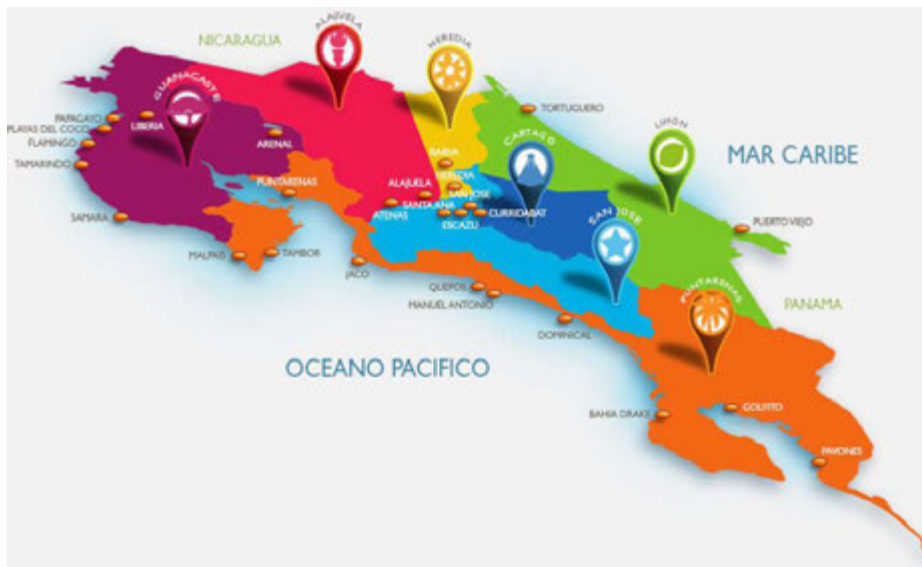 ALAJUELA
NICARAGUA
HEREDIA
GUANACASTE
TORTUGUERO
PAPAGAYO
LIBERIA
PLAYAS DEL COCO
CARTAGO
LIMON
FLAMINGO
ARENAL
MAR CARIBE
TAMARINDO
BARVA
HEREDIA
PUNTARENAS
ALAJUELA
SAN JOSE
SANTA ANA
ATENAS
CURRIDABAT
SAMARA
ESCAZU
SAN JOSE
PUERTO VIEJO
MALPAIS
TAMBOR
JACO
QUEPOS
PUNTARENAS
MANUEL ANTONIO
PANAMA
DOMINICAL
OCEANO PACIFICO
BAHIA DRAKE
GOLFITO
PAVONES